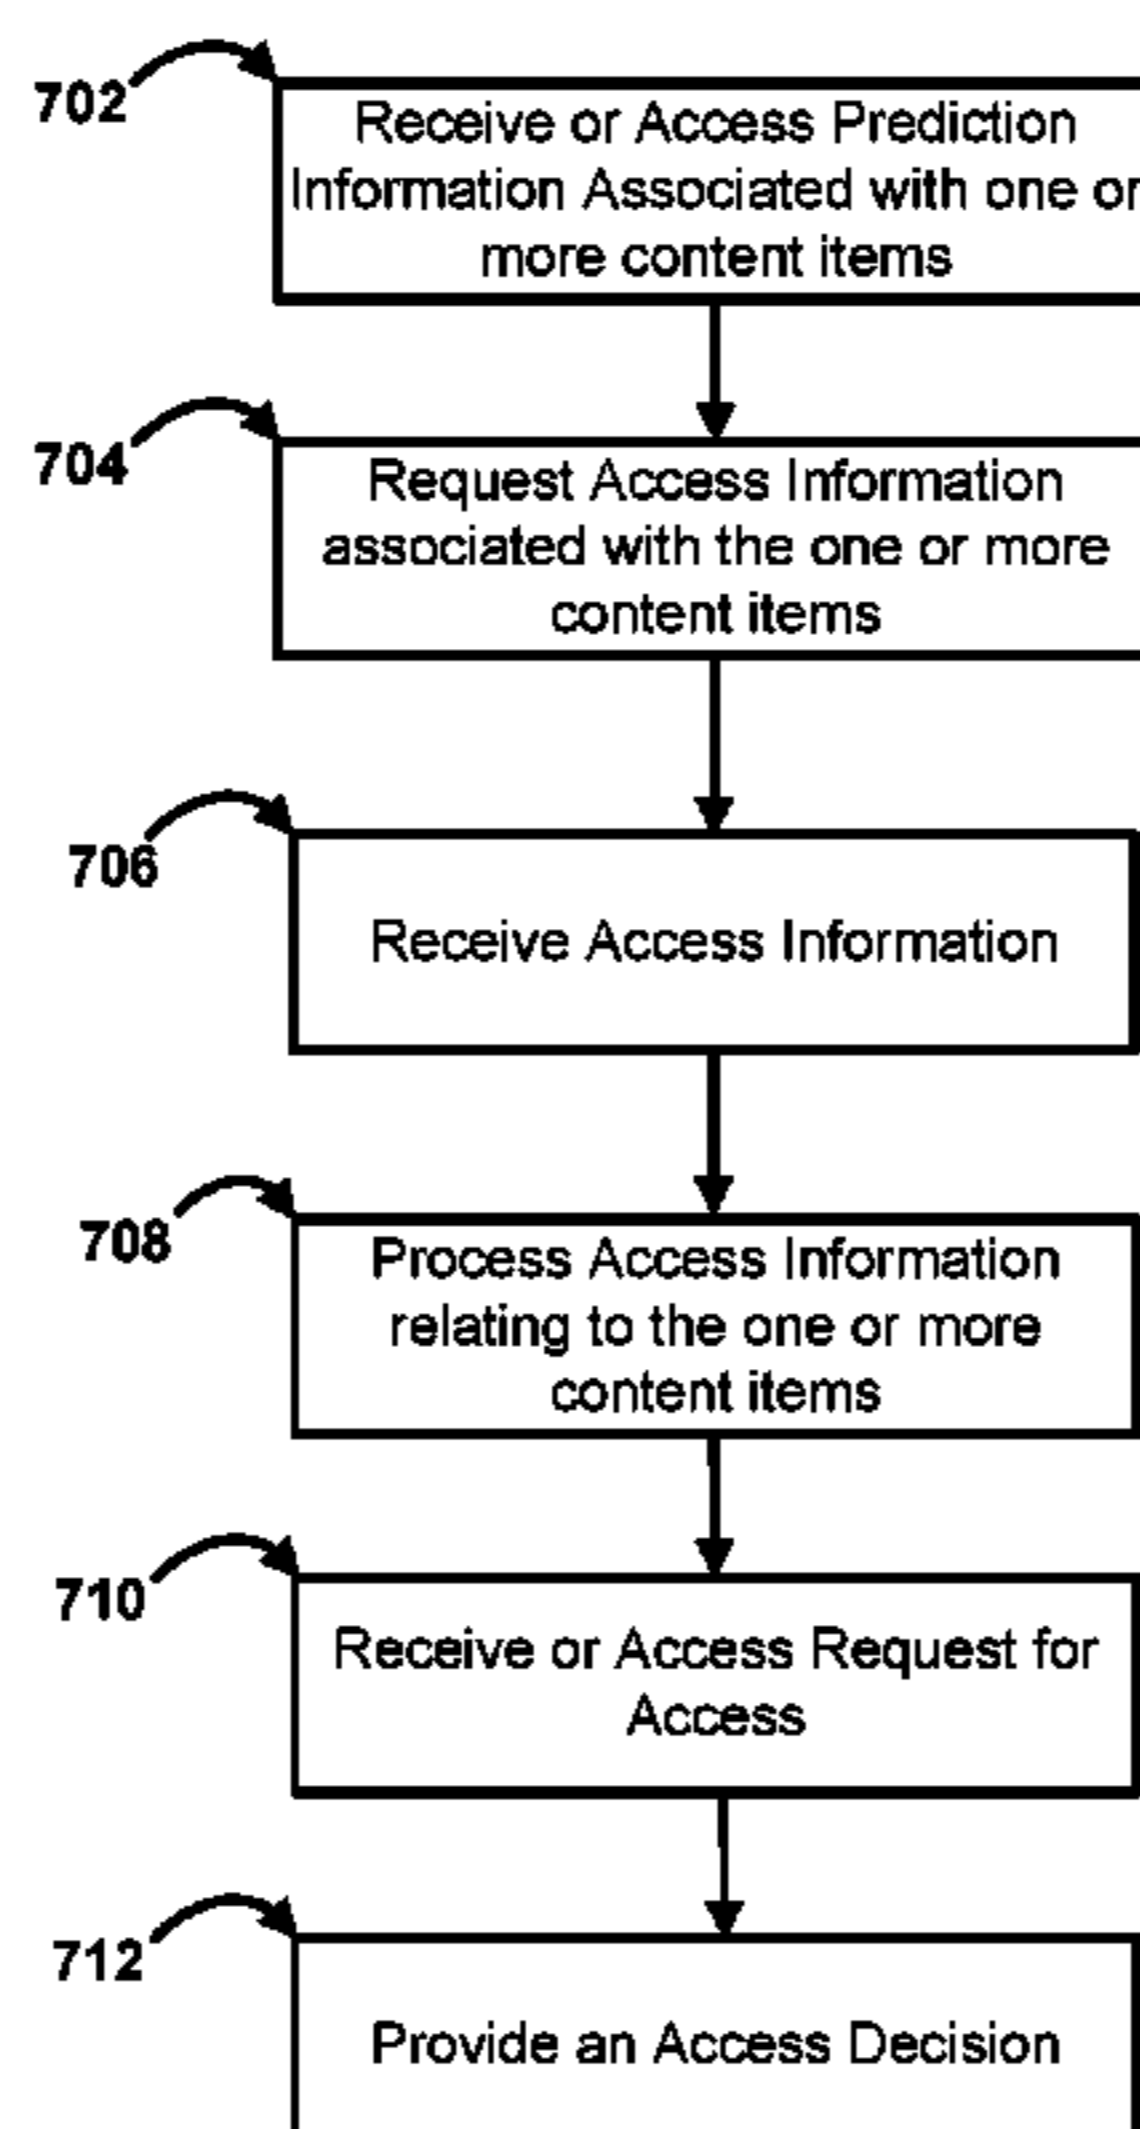 702
Receive or Access Prediction
Information Associated with one or
more content items
704
Request Access Information
associated with the one or more
content items
706
Receive Access Information
708
Process Access Information
relating to the one or more
content items
710
Receive or Access Request for
Access
712
Provide an Access Decision